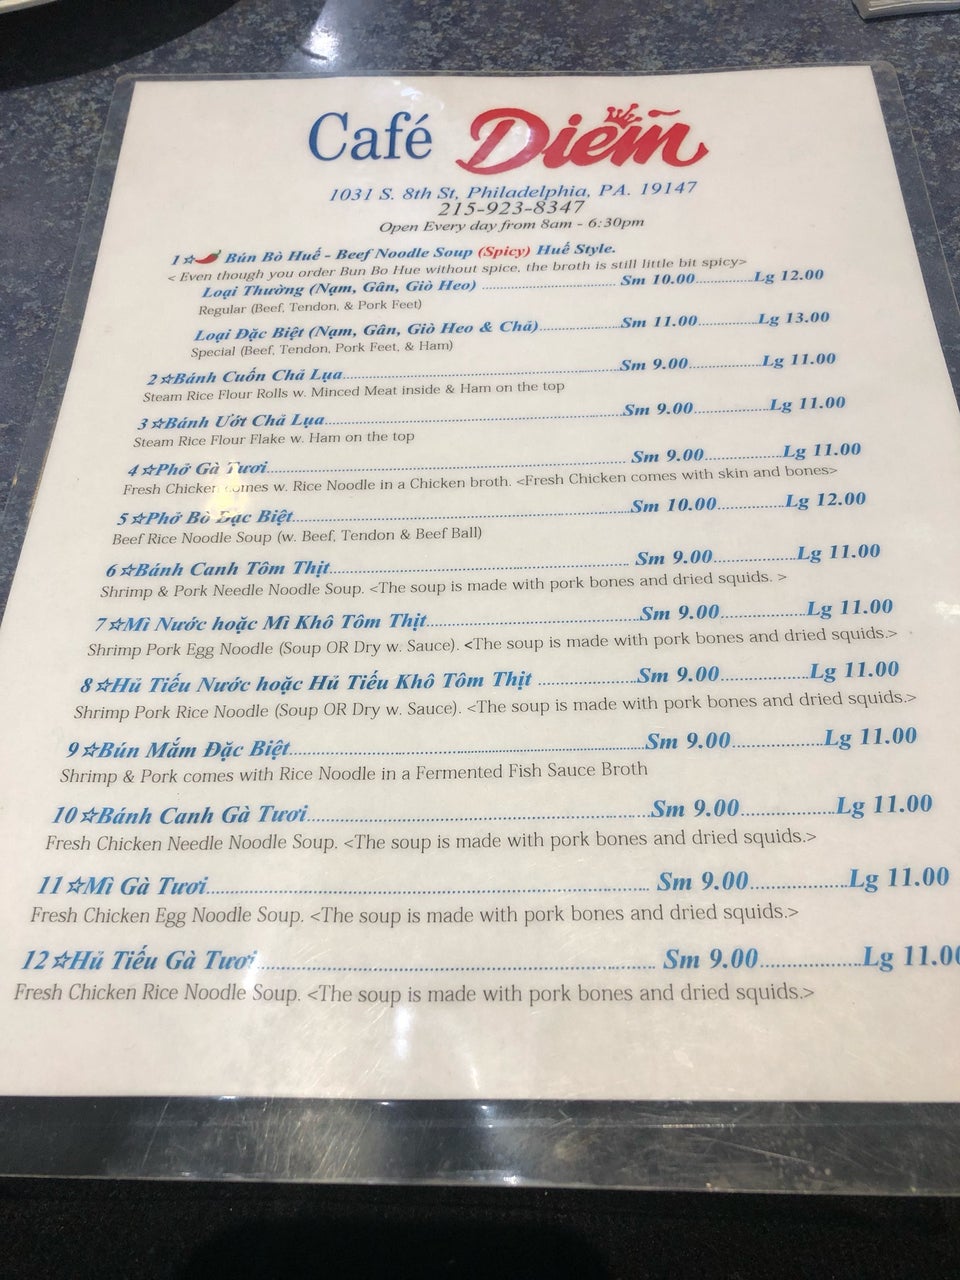 Café Diễm
1031 S. 8th St, Philadelphia, PA. 19147
215-923-8347
Open Every day from 8am - 6:30pm
1☆ Bún Bò Huế - Beef Noodle Soup (Spicy) Huế Style.
< Even though you order Bun Bo Hue without spice, the broth is still little bit spicy>
Loại Thường (Nạm, Gân, Giò Heo) ........ Sm 10.00........Lg 12.00
Regular (Beef, Tendon, & Pork Feet)
Loại Đặc Biệt (Nạm, Gân, Giò Heo & Chả)........Sm 11.00........Lg 13.00
Special (Beef, Tendon, Pork Feet, & Ham)
2☆Bánh Cuốn Chả Lụa........Sm 9.00........Lg 11.00
Steam Rice Flour Rolls w. Minced Meat inside & Ham on the top
3☆Bánh Ướt Chả Lụa........Sm 9.00........Lg 11.00
Steam Rice Flour Flake w. Ham on the top
4☆Phở Gà Tươi........Sm 9.00........Lg 11.00
Fresh Chicken comes w. Rice Noodle in a Chicken broth. <Fresh Chicken comes with skin and bones>
5☆Phở Bò Đặc Biệt........Sm 10.00........Lg 12.00
Beef Rice Noodle Soup (w. Beef, Tendon & Beef Ball)
6☆Bánh Canh Tôm Thịt........ Sm 9.00........Lg 11.00
Shrimp & Pork Needle Noodle Soup. <The soup is made with pork bones and dried squids. >
7☆Mì Nước hoặc Mì Khô Tôm Thịt........Sm 9.00........Lg 11.00
Shrimp Pork Egg Noodle (Soup OR Dry w. Sauce). <The soup is made with pork bones and dried squids.>
8☆Hủ Tiếu Nước hoặc Hủ Tiếu Khô Tôm Thịt ........Sm 9.00........Lg 11.00
Shrimp Pork Rice Noodle (Soup OR Dry w. Sauce). <The soup is made with pork bones and dried squids.>
9☆Bún Mắm Đặc Biệt........Sm 9.00........Lg 11.00
Shrimp & Pork comes with Rice Noodle in a Fermented Fish Sauce Broth
10☆Bánh Canh Gà Tươi........Sm 9.00........Lg 11.00
Fresh Chicken Needle Noodle Soup. <The soup is made with pork bones and dried squids.>
11☆Mì Gà Tươi........ Sm 9.00........Lg 11.00
Fresh Chicken Egg Noodle Soup. <The soup is made with pork bones and dried squids.>
12☆Hủ Tiếu Gà Tươi........ Sm 9.00........Lg 11.00
Fresh Chicken Rice Noodle Soup. <The soup is made with pork bones and dried squids.>